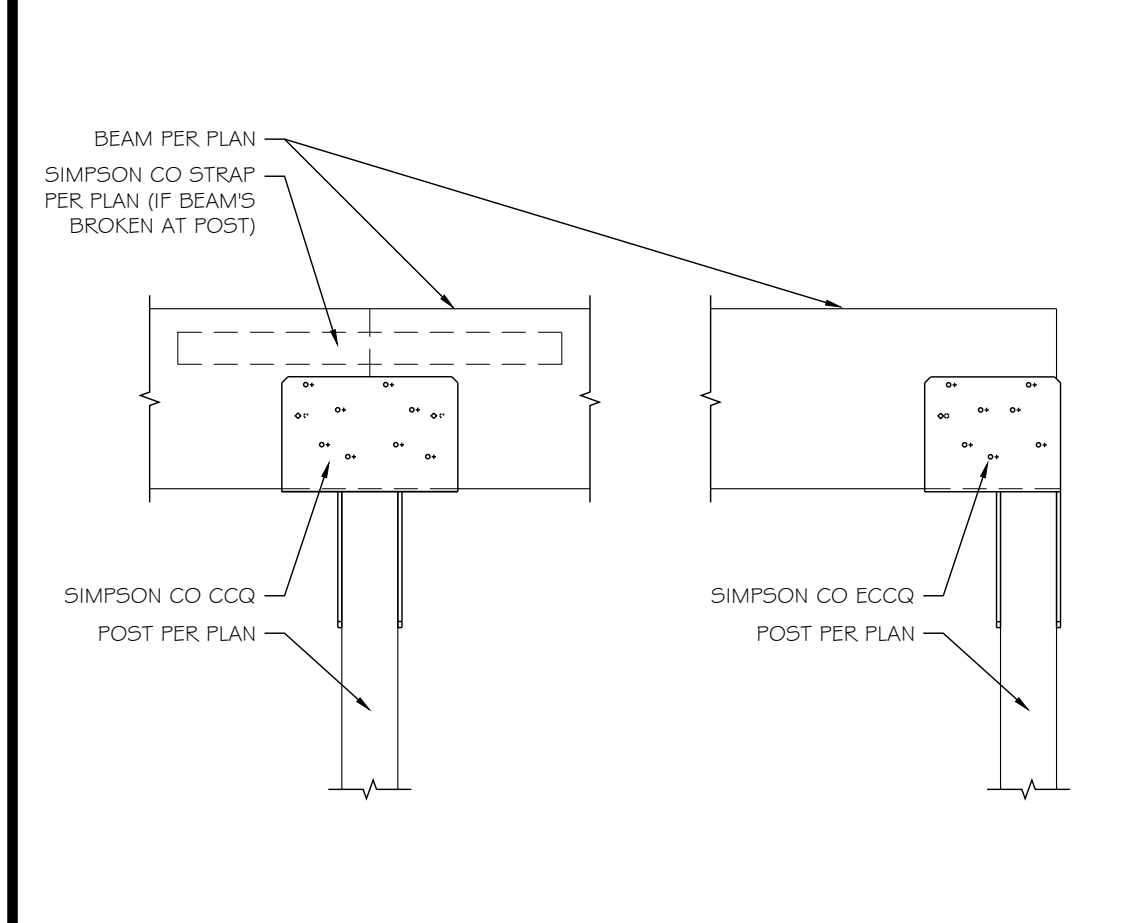 BEAM PER PLAN
SIMPSON CO STRAP
PER PLAN (IF BEAM'S
BROKEN AT POST)
SIMPSON CO CCQ
POST PER PLAN
SIMPSON CO ECCQ
POST PER PLAN